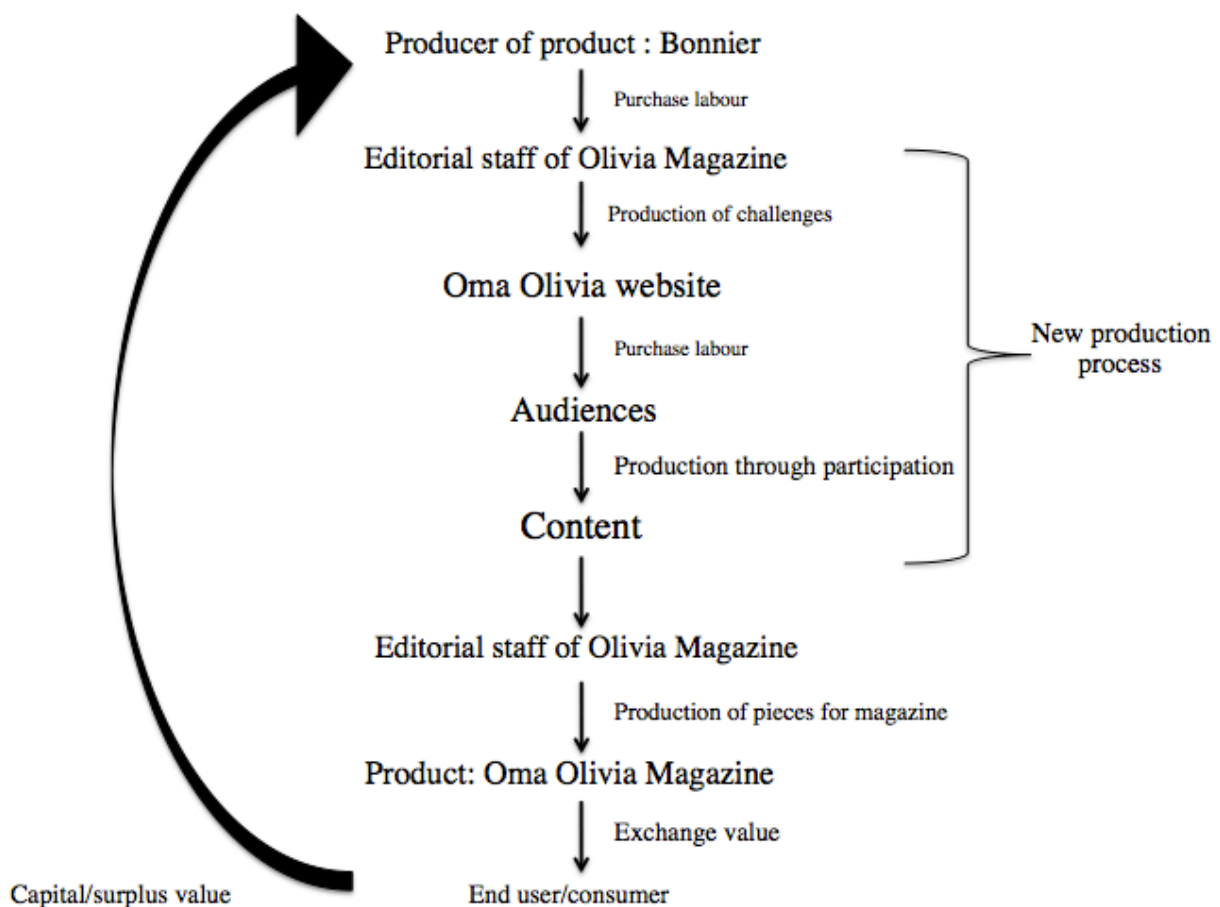 Producer of product : Bonnier
Purchase labour
Editorial staff of Olivia Magazine
Production of challenges
Oma Olivia website
Purchase labour
Audiences
Production through participation
Content
New production
process
Editorial staff of Olivia Magazine
Production of pieces for magazine
Product: Oma Olivia Magazine
Exchange value
Capital/surplus value
End user/consumer